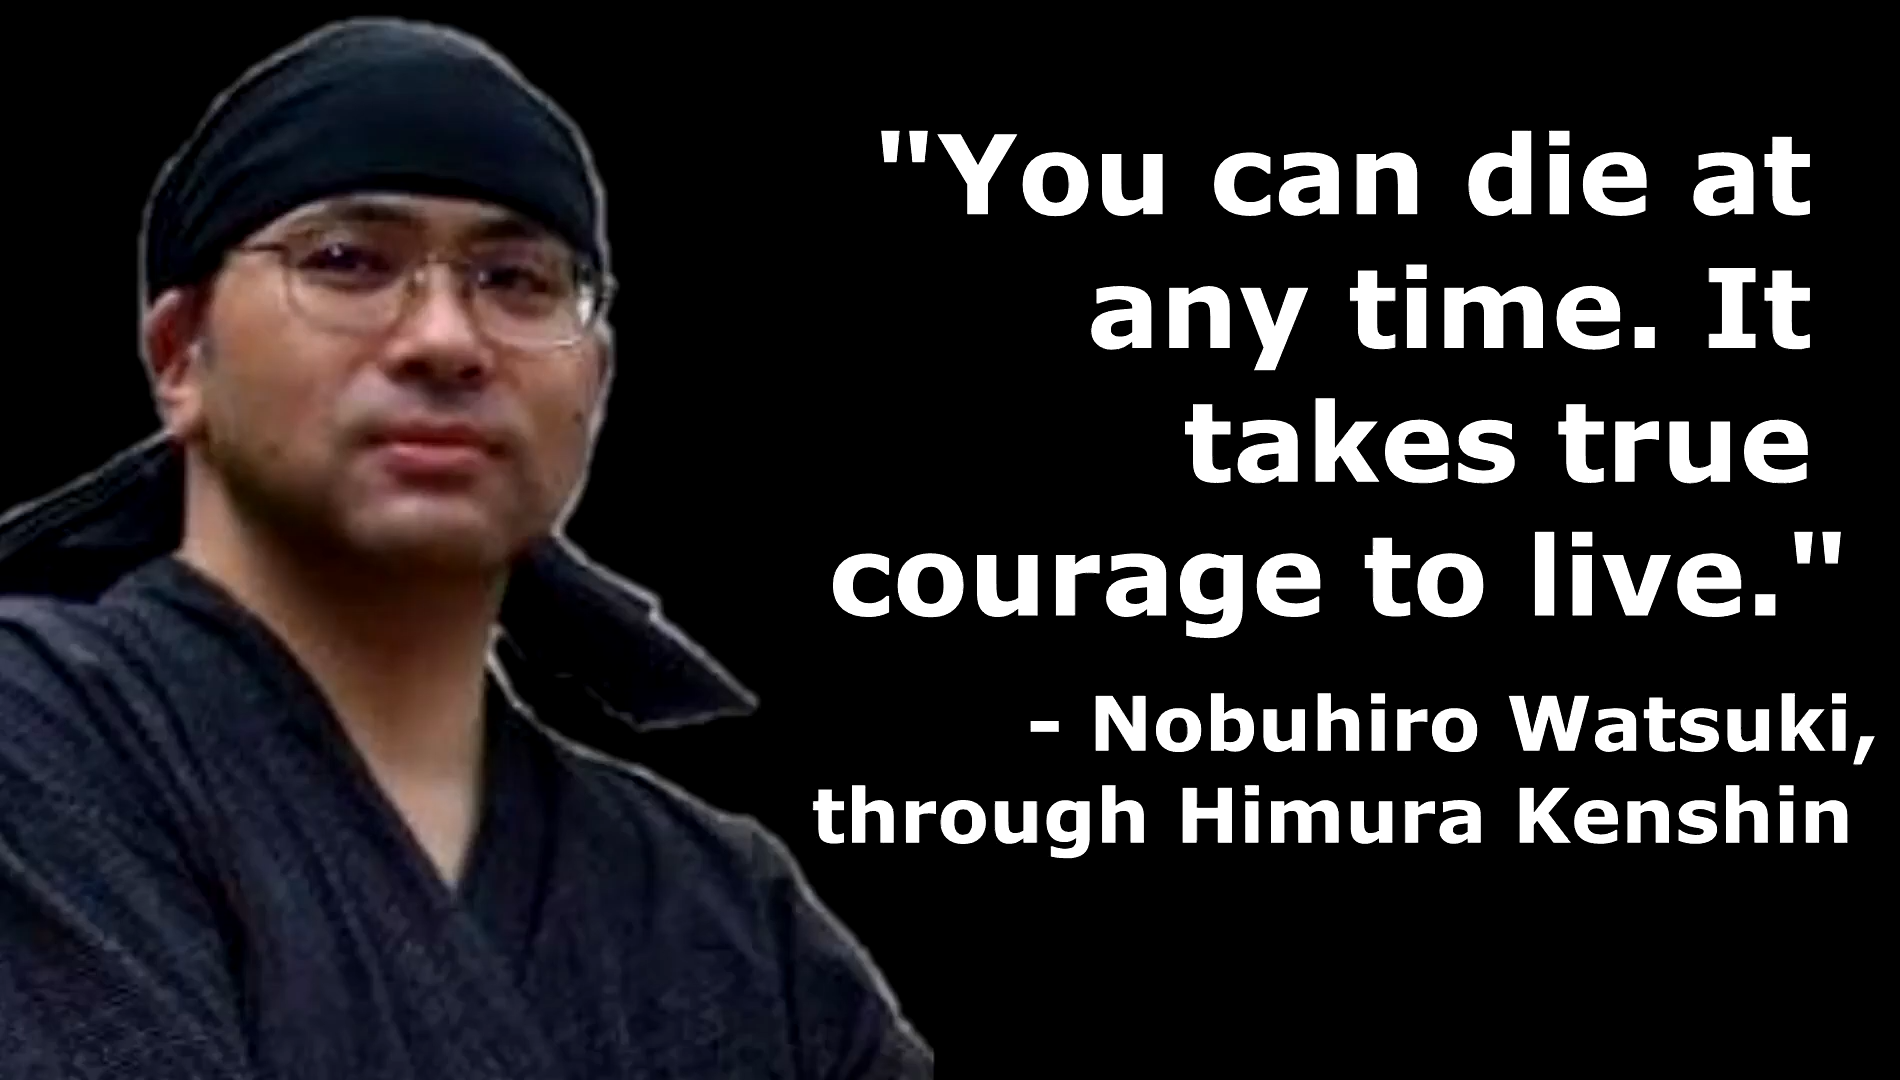 "You can die at
any time. It
takes true
courage to live."
- Nobuhiro Watsuki,
through Himura Kenshin